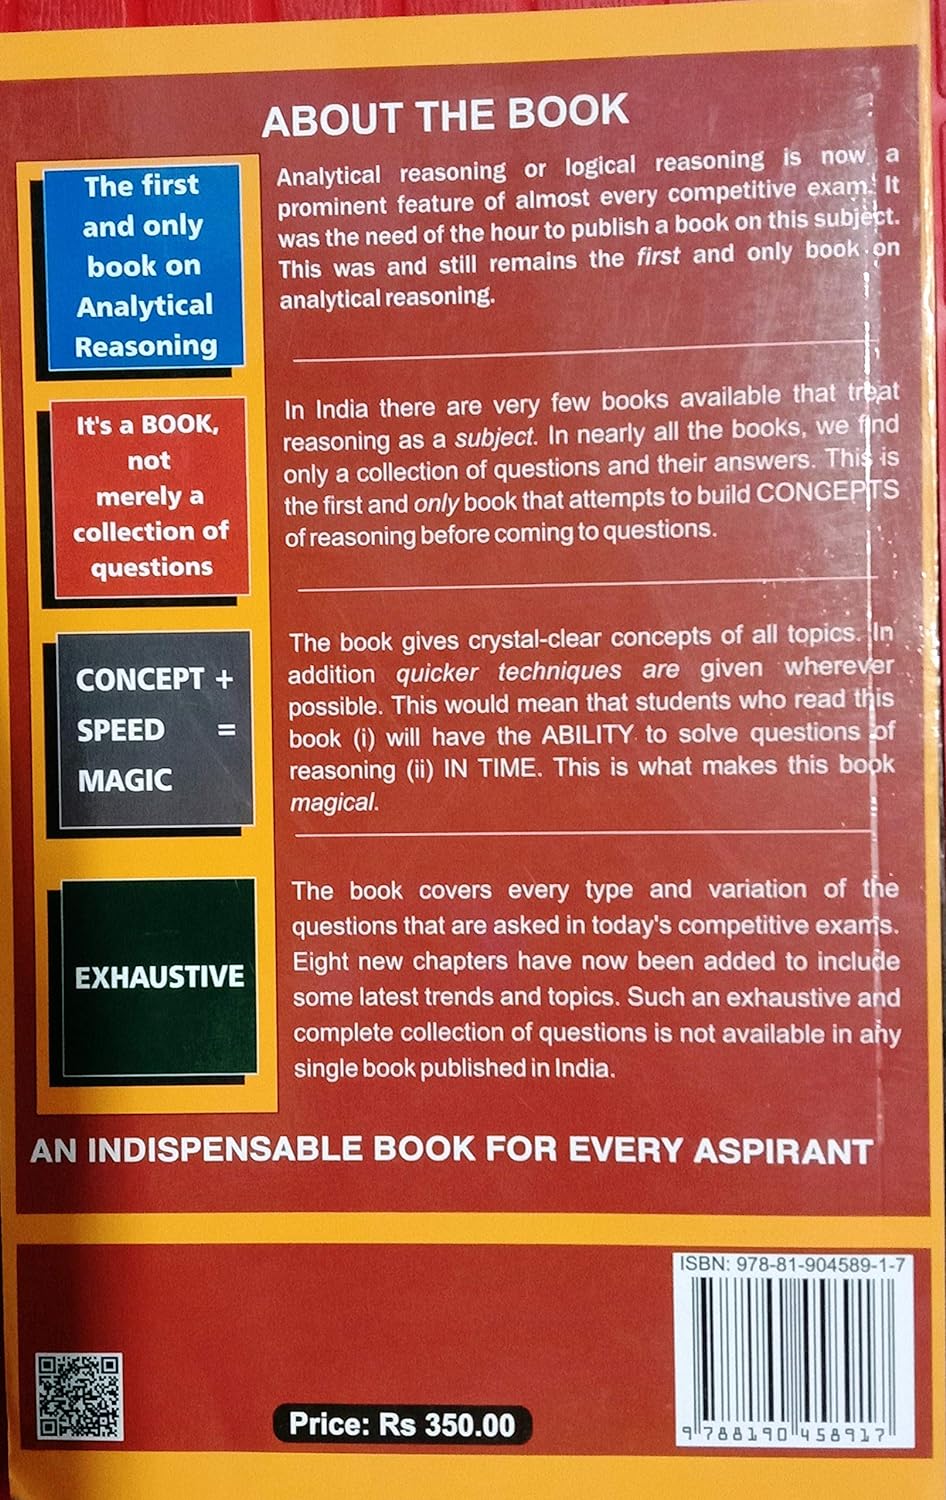 ABOUT THE BOOK
The first
and only
book on
Analytical
Reasoning
Analytical reasoning or logical reasoning is now a
prominent feature of almost every competitive exam. It
was the need of the hour to publish a book on this subject.
This was and still remains the first and only book on
analytical reasoning.
It's a BOOK,
not
merely a
collection of
questions
In India there are very few books available that treat
reasoning as a subject. In nearly all the books, we find
only a collection of questions and their answers. This is
the first and only book that attempts to build CONCEPTS
of reasoning before coming to questions.
CONCEPT +
SPEED =
MAGIC
The book gives crystal-clear concepts of all topics. In
addition quicker techniques are given wherever
possible. This would mean that students who read this
book (i) will have the ABILITY to solve questions of
reasoning (ii) IN TIME. This is what makes this book
magical.
EXHAUSTIVE
The book covers every type and variation of the
questions that are asked in today's competitive exams.
Eight new chapters have now been added to include
some latest trends and topics. Such an exhaustive and
complete collection of questions is not available in any
single book published in India.
AN INDISPENSABLE BOOK FOR EVERY ASPIRANT
ISBN: 978-81-904589-1-7
Price: Rs 350.00
9 788190 458917